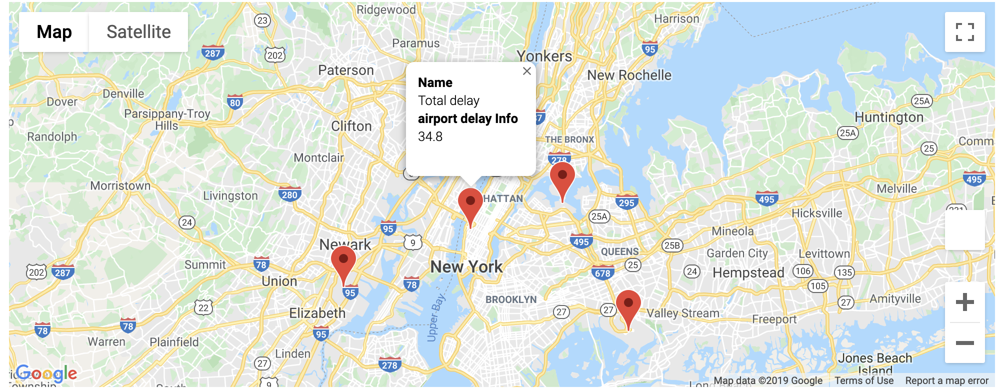 Map
Satellite
Ridgewood
23
Harrison
Paramus
95
287
202
Yonkers
Paterson
New Rochelle
Name
Total delay
airport delay Info
34.8
Denville
Dover
80
25A
Parsippany-Troy
Hills
Huntington
Clifton
Randolph
25A
THE BRONX
Comm
25
Montclair
278
495
Morristown
Livingston
280
Melville
HATTAN
295
495
Hicksville
24
25A
95
Mineola
Newark
9
495
25B
QUEENS
Garden City
Levittown
Summit
78
New York
25
202
287
678
24
Hempstead
106
135
Union
78
95
105
BROOKLYN
Amityville
22
27
27
27
Elizabeth
Valley Stream
Freeport
Upper Bay
78
78
95
Warren
Plainfield
Linden
27
278
Jones Beach
Island
Google
Township
South
9
Long Beach
Map data ©2019 Google
Terms of Use
Report a map error